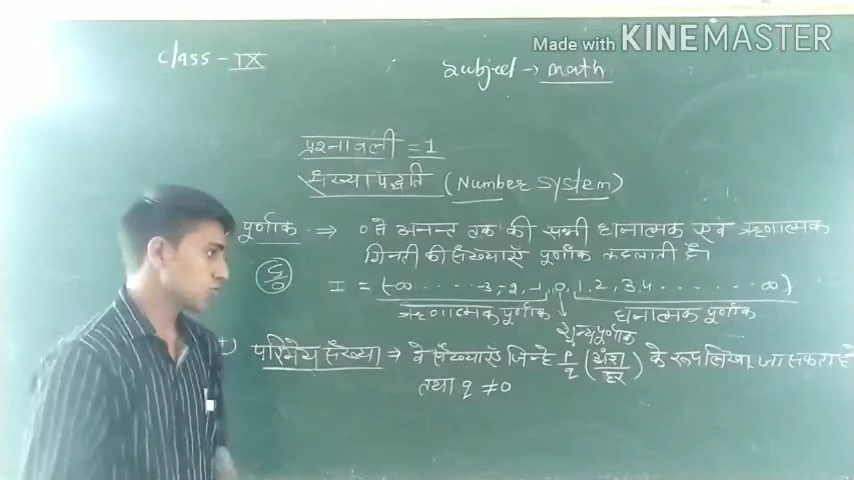 Made with KINEMASTER
class - IX
subject → math
प्रश्नावली = 1
संख्या पद्धति (Number System)
पूर्णांक ⇒ 0 से अनन्त तक की सभी धनात्मक एवं ऋणात्मक
गिनती की संख्याएँ पूर्णांक कहलाती हैं।
I = (-∞ ..... -3, -2, -1, 0, 1, 2, 3, 4 ....... ∞)
ऋणात्मक पूर्णांक धनात्मक पूर्णांक
शून्य पूर्णांक
परिमेय संख्या ⇒ वे संख्याएँ जिन्हे p/q (अंश/हर) के रूप लिखा जा सकता है
तथा q ≠ 0